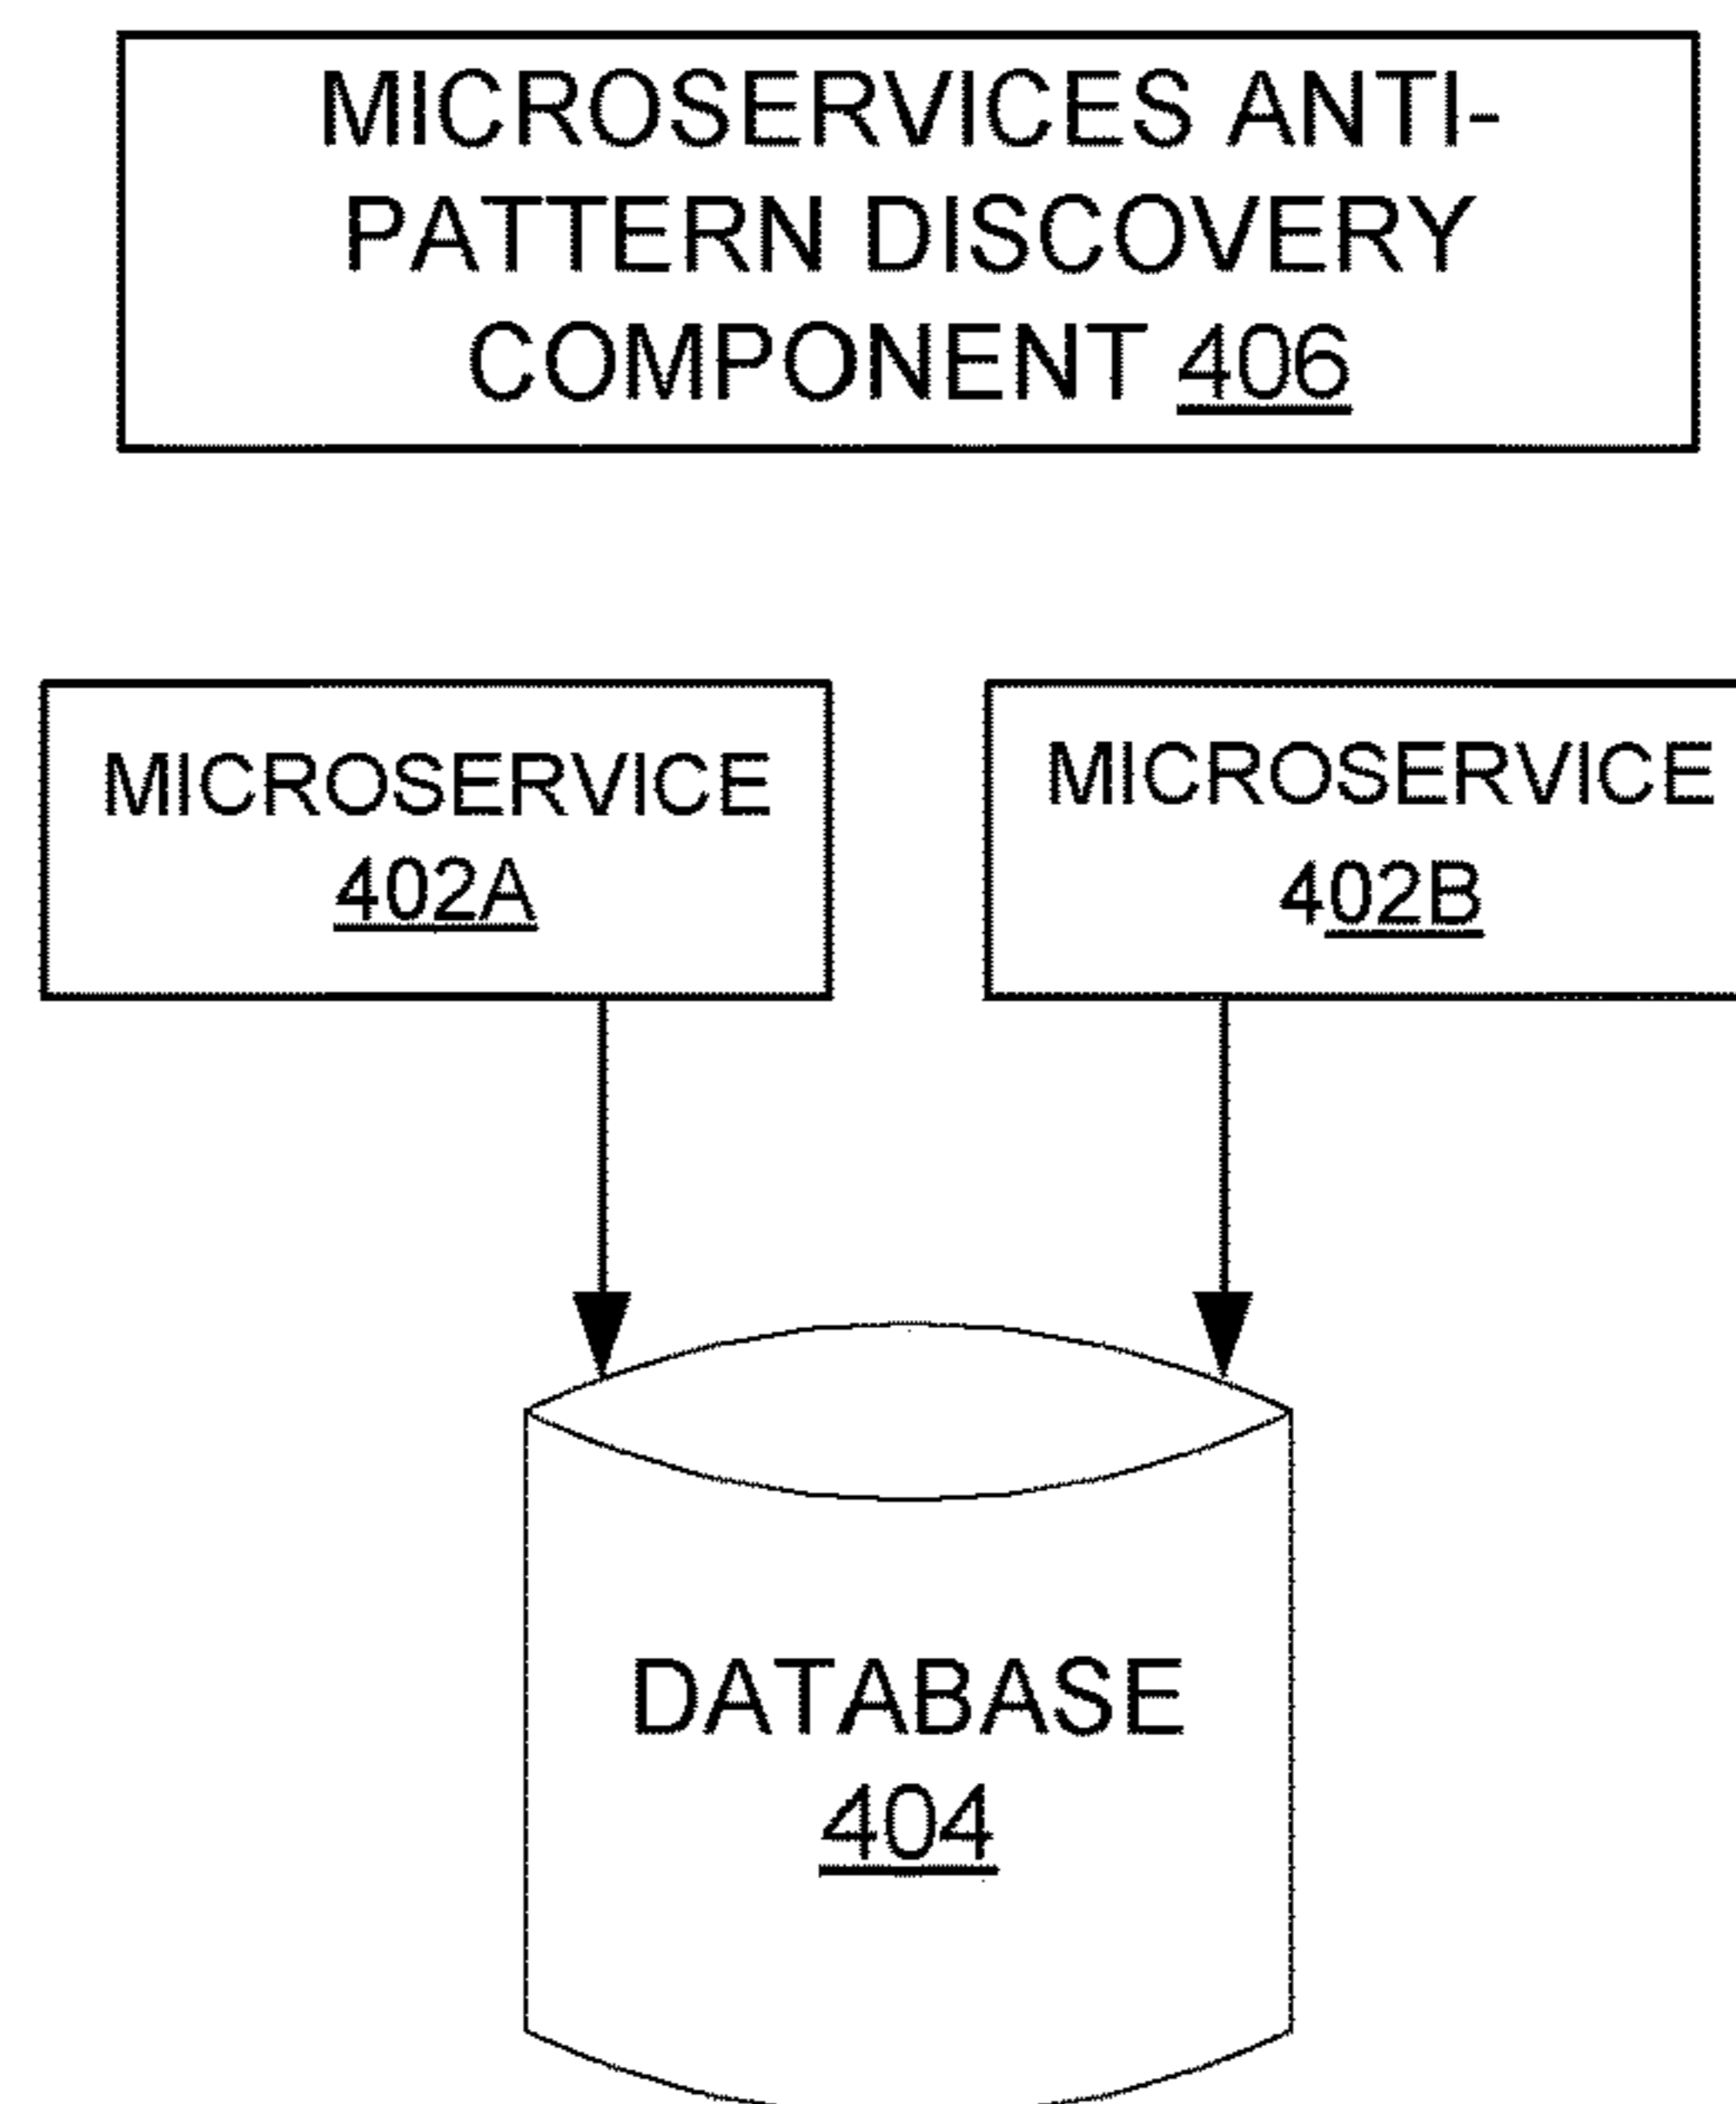 MICROSERVICES ANTI-
PATTERN DISCOVERY
COMPONENT 406
MICROSERVICE
402A
MICROSERVICE
402B
DATABASE
404